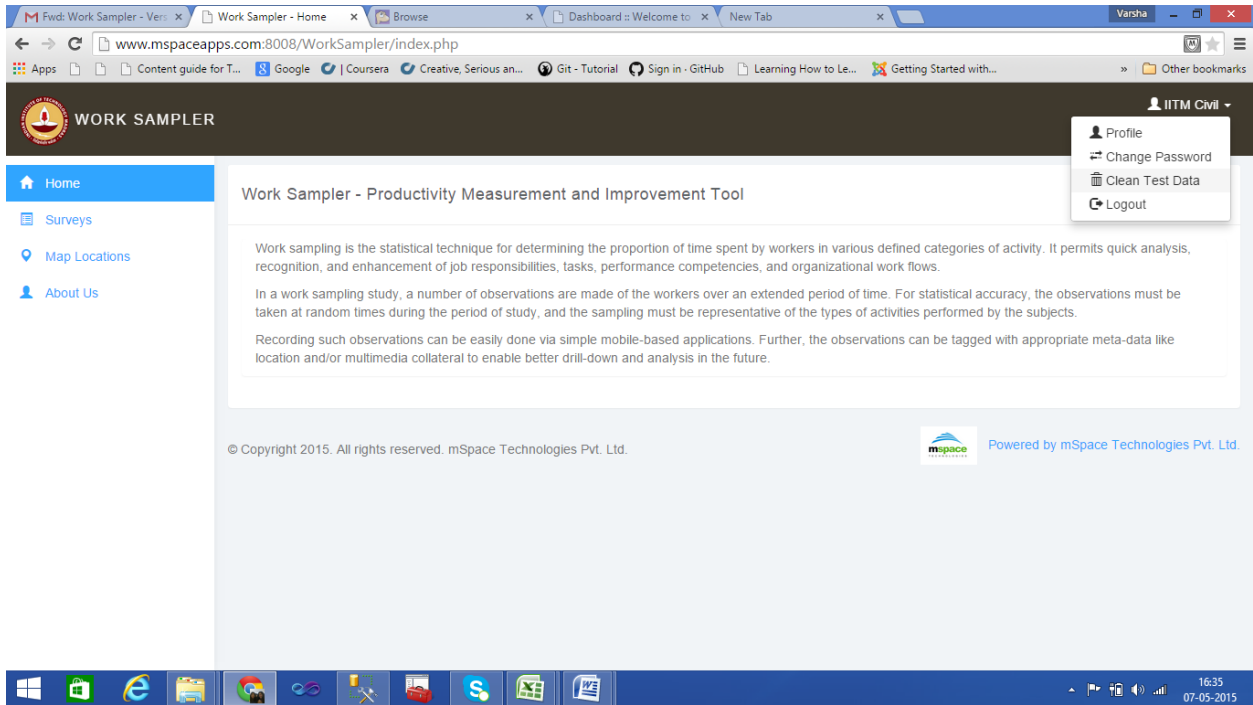 Fwd: Work Sampler - Vers
Work Sampler - Home
Browse
Dashboard :: Welcome to
New Tab
Varsha
www.mspaceapps.com:8008/WorkSampler/index.php
Apps
Content guide for T...
Google
| Coursera
Creative, Serious an...
Git - Tutorial
Sign in · GitHub
Learning How to Le...
Getting Started with...
»
Other bookmarks
WORK SAMPLER
IITM Civil
Profile
Change Password
Clean Test Data
Logout
Home
Surveys
Map Locations
About Us
Work Sampler - Productivity Measurement and Improvement Tool
Work sampling is the statistical technique for determining the proportion of time spent by workers in various defined categories of activity. It permits quick analysis,
recognition, and enhancement of job responsibilities, tasks, performance competencies, and organizational work flows.
In a work sampling study, a number of observations are made of the workers over an extended period of time. For statistical accuracy, the observations must be
taken at random times during the period of study, and the sampling must be representative of the types of activities performed by the subjects.
Recording such observations can be easily done via simple mobile-based applications. Further, the observations can be tagged with appropriate meta-data like
location and/or multimedia collateral to enable better drill-down and analysis in the future.
© Copyright 2015. All rights reserved. mSpace Technologies Pvt. Ltd.
mspace
Powered by mSpace Technologies Pvt. Ltd.
16:35
07-05-2015